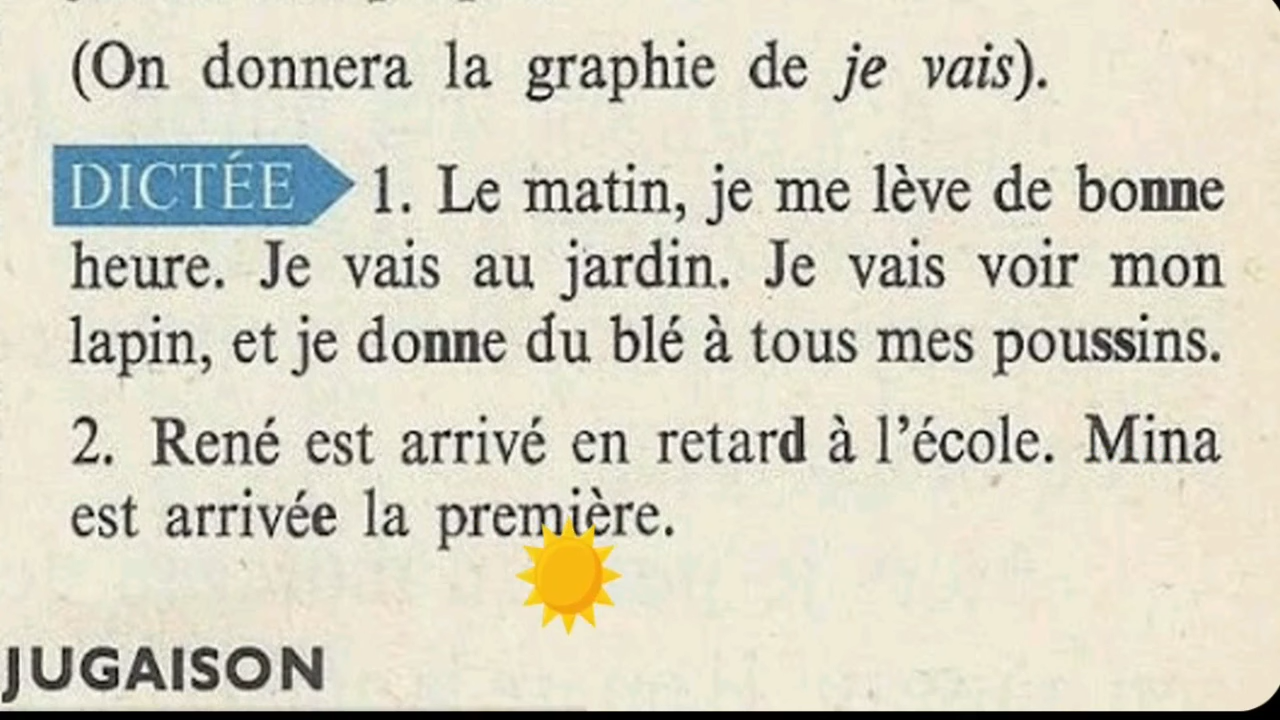 (On donnera la graphie de je vais).
DICTÉE 1. Le matin, je me lève de bonne
heure. Je vais au jardin. Je vais voir mon
lapin, et je donne du blé à tous mes poussins.
2. René est arrivé en retard à l'école. Mina
est arrivée la première.
JUGAISON